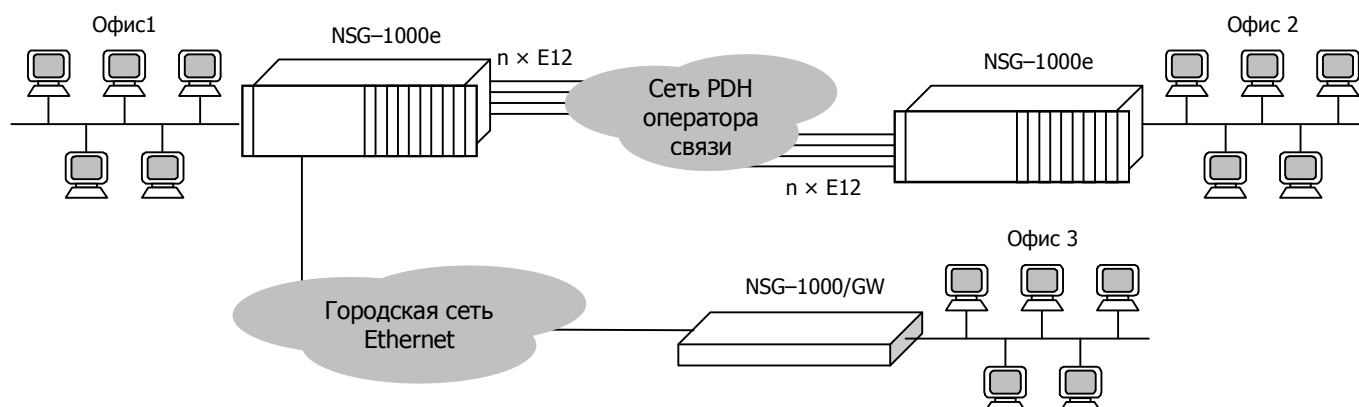 Офис1
NSG–1000e
n × E12
Сеть PDH
оператора
связи
n × E12
NSG–1000e
Офис 2
Офис 3
NSG–1000/GW
Городская сеть
Ethernet